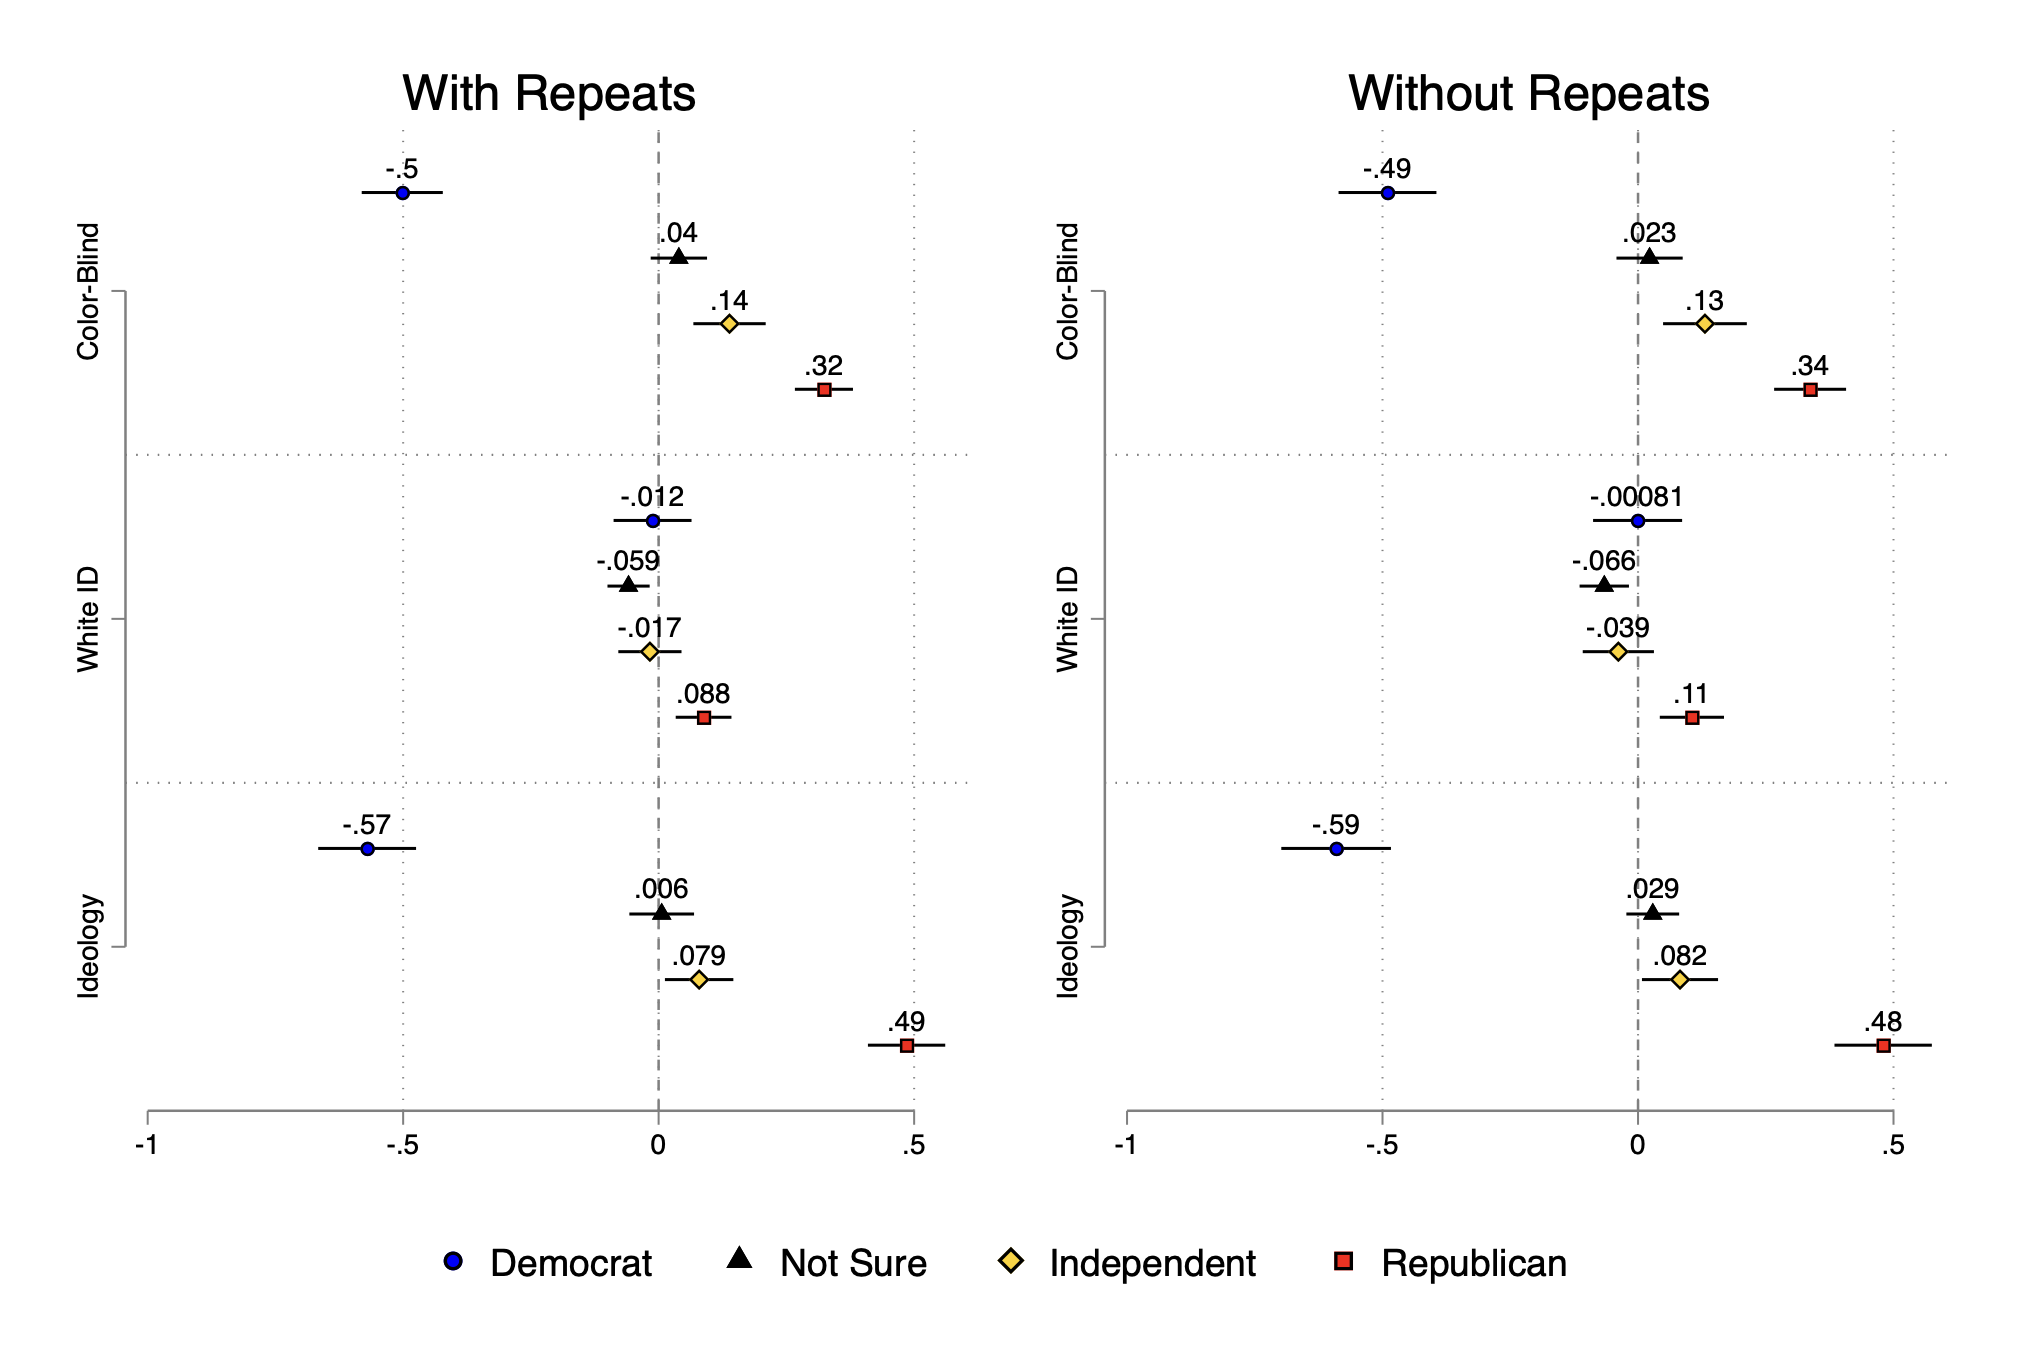 With Repeats
Color-Blind
White ID
Ideology
-.5
.04
.14
.32
-.012
-.059
-.017
.088
-.57
.006
.079
.49
-1 -.5 0 .5
Without Repeats
Color-Blind
White ID
Ideology
-.49
.023
.13
.34
-.00081
-.066
-.039
.11
-.59
.029
.082
.48
-1 -.5 0 .5
Democrat Not Sure Independent Republican